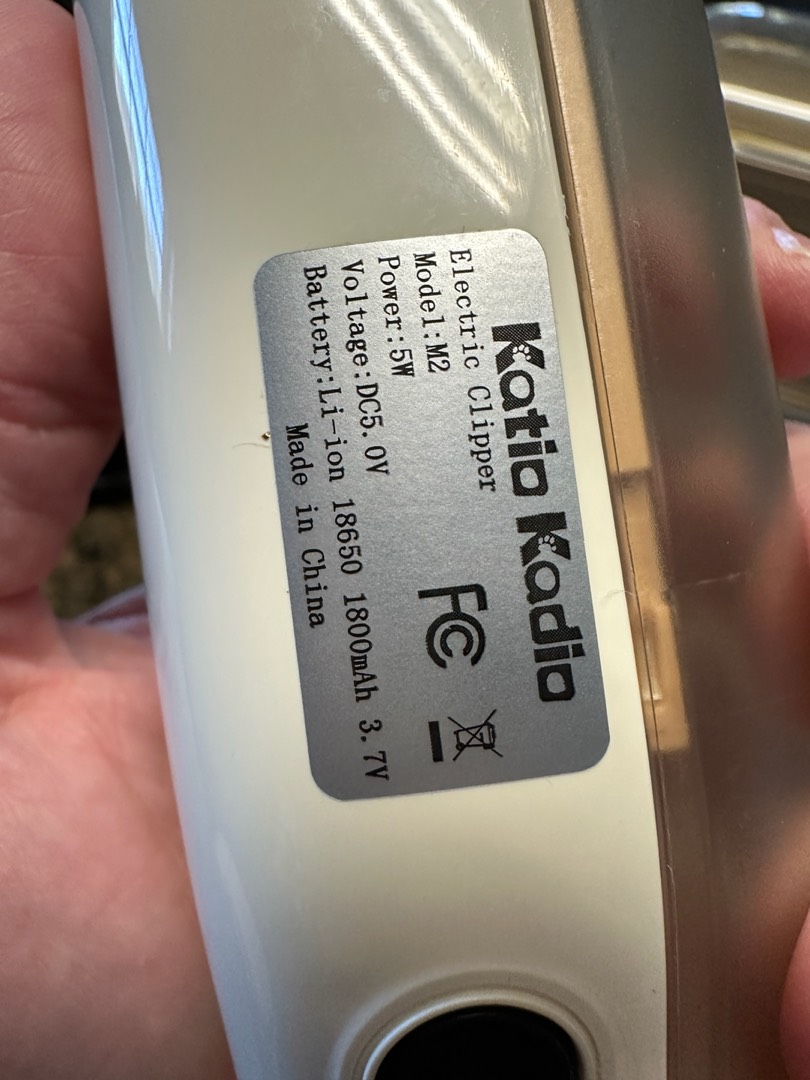 Katio Kadio
Electric Clipper
Model:M2
Power:5W
Voltage:DC5.0V
Battery:Li-ion 18650 1800mAh 3.7V
Made in China
FC